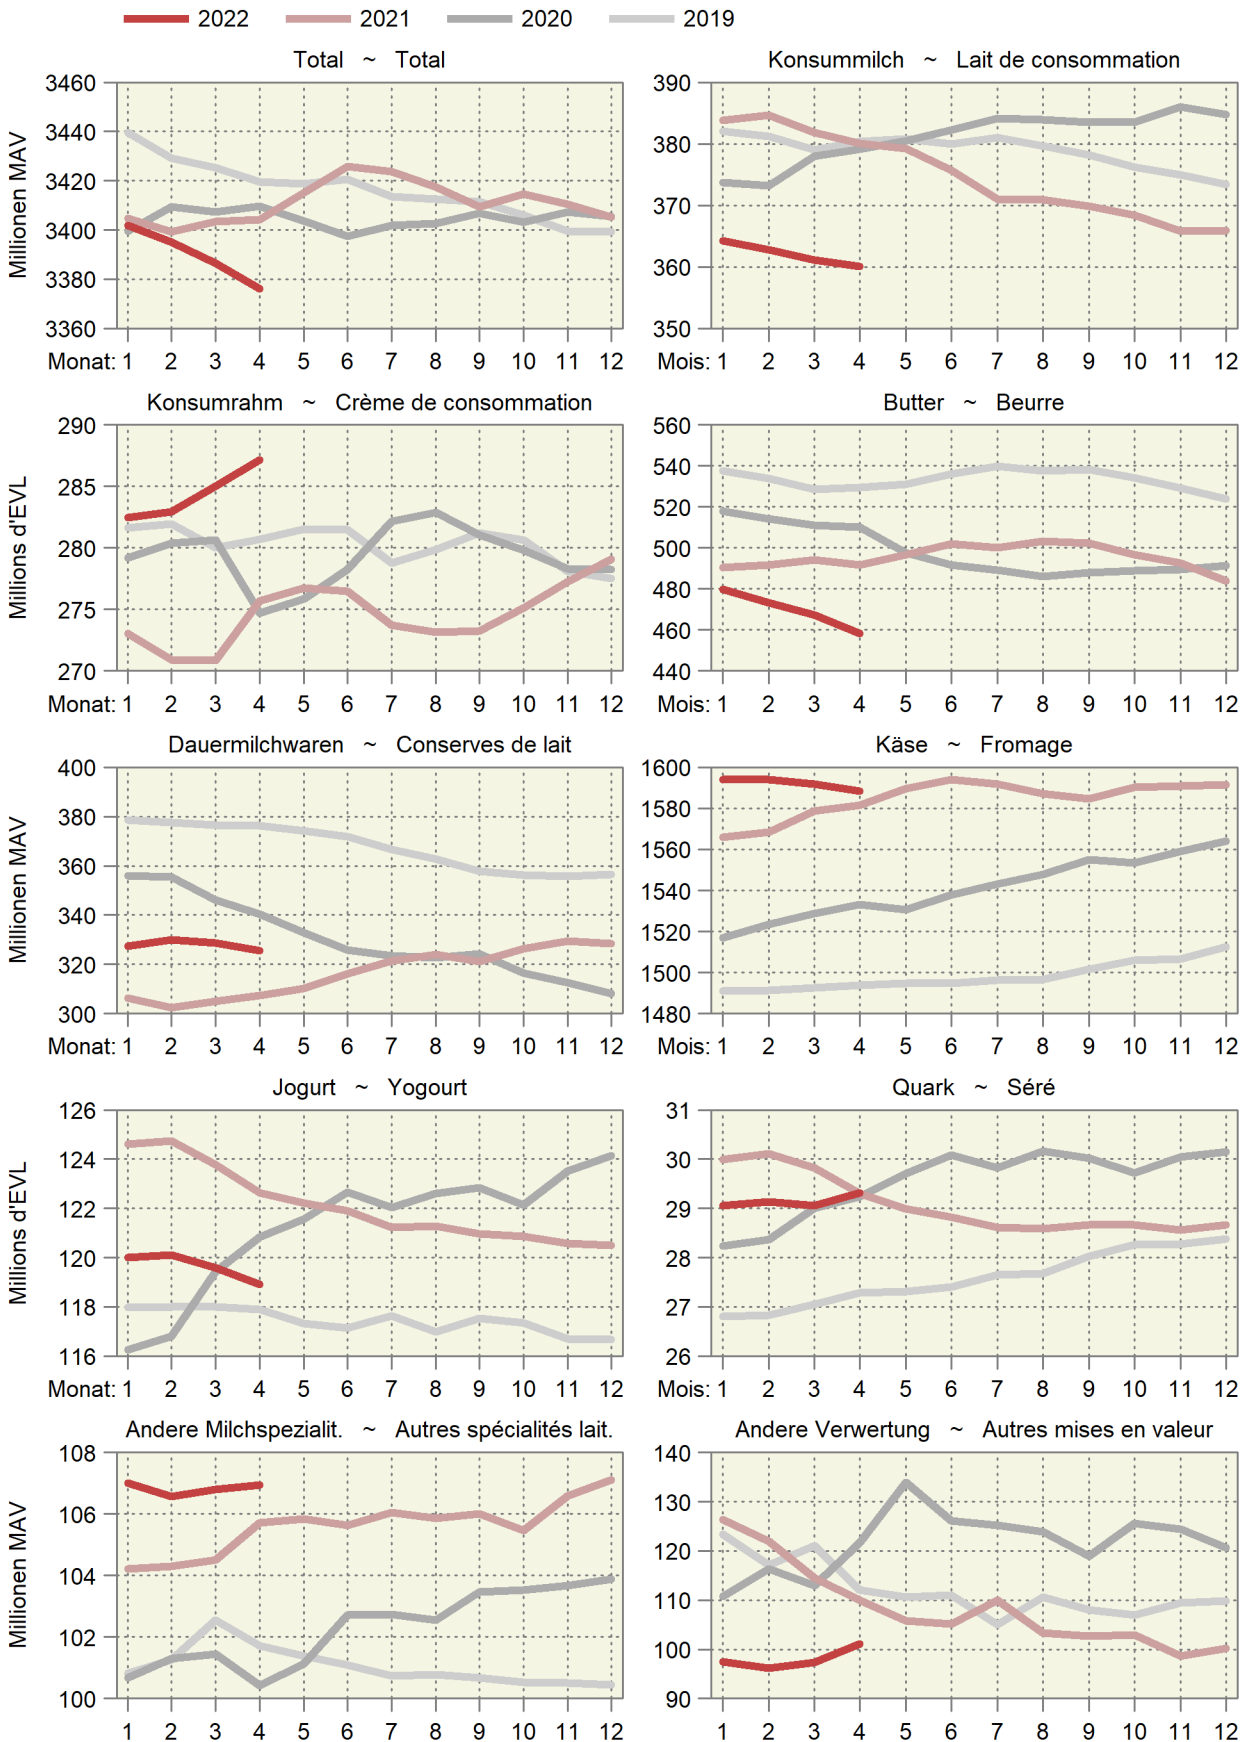 2022 2021 2020 2019
Total ~ Total
3460
3440
3420
3400
3380
3360
Millionen MAV
Monat: 1 2 3 4 5 6 7 8 9 10 11 12
Konsummilch ~ Lait de consommation
390
380
370
360
350
Mois: 1 2 3 4 5 6 7 8 9 10 11 12
Konsumrahm ~ Crème de consommation
290
285
280
275
270
Millions d'EVL
Monat: 1 2 3 4 5 6 7 8 9 10 11 12
Butter ~ Beurre
560
540
520
500
480
460
440
Mois: 1 2 3 4 5 6 7 8 9 10 11 12
Dauermilchwaren ~ Conserves de lait
400
380
360
340
320
300
Millionen MAV
Monat: 1 2 3 4 5 6 7 8 9 10 11 12
Käse ~ Fromage
1600
1580
1560
1540
1520
1500
1480
Mois: 1 2 3 4 5 6 7 8 9 10 11 12
Jogurt ~ Yogourt
126
124
122
120
118
116
Millions d'EVL
Monat: 1 2 3 4 5 6 7 8 9 10 11 12
Quark ~ Séré
31
30
29
28
27
26
Mois: 1 2 3 4 5 6 7 8 9 10 11 12
Andere Milchspezialit. ~ Autres spécialités lait.
108
106
104
102
100
Millionen MAV
1 2 3 4 5 6 7 8 9 10 11 12
Andere Verwertung ~ Autres mises en valeur
140
130
120
110
100
90
1 2 3 4 5 6 7 8 9 10 11 12